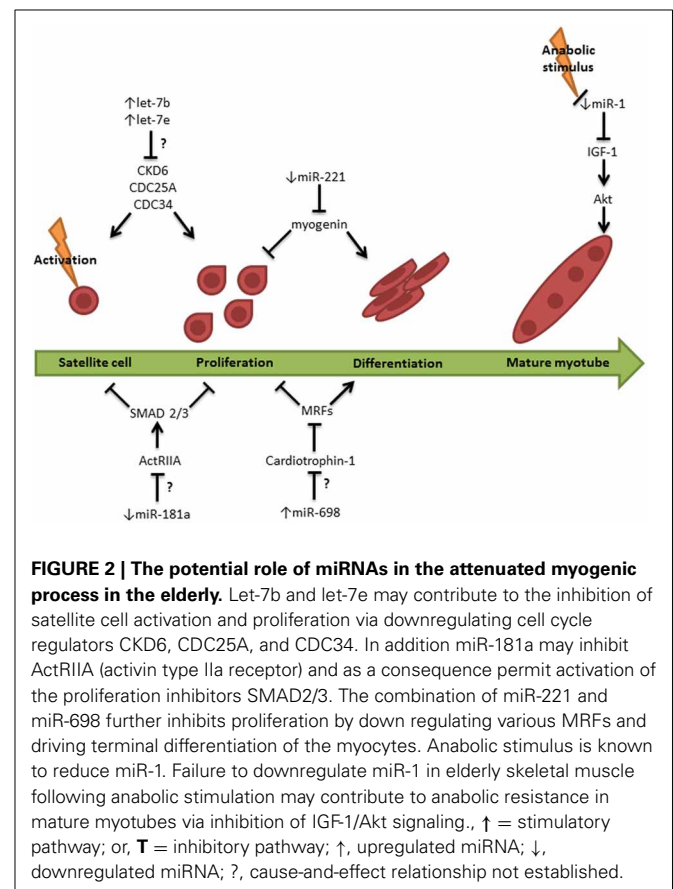 Anabolic
stimulus
↑let-7b
↑let-7e
↓miR-1
?
IGF-1
CKD6
CDC25A
CDC34
↓miR-221
Akt
myogenin
Activation
Satellite cell Proliferation Differentiation Mature myotube
SMAD 2/3 MRFs
ActRIIA Cardiotrophin-1
? ?
↓miR-181a ↑miR-698
FIGURE 2 | The potential role of miRNAs in the attenuated myogenic
process in the elderly. Let-7b and let-7e may contribute to the inhibition of
satellite cell activation and proliferation via downregulating cell cycle
regulators CKD6, CDC25A, and CDC34. In addition miR-181a may inhibit
ActRIIA (activin type IIa receptor) and as a consequence permit activation of
the proliferation inhibitors SMAD2/3. The combination of miR-221 and
miR-698 further inhibits proliferation by down regulating various MRFs and
driving terminal differentiation of the myocytes. Anabolic stimulus is known
to reduce miR-1. Failure to downregulate miR-1 in elderly skeletal muscle
following anabolic stimulation may contribute to anabolic resistance in
mature myotubes via inhibition of IGF-1/Akt signaling., ↑ = stimulatory
pathway; or, T = inhibitory pathway; ↑, upregulated miRNA; ↓,
downregulated miRNA; ?, cause-and-effect relationship not established.